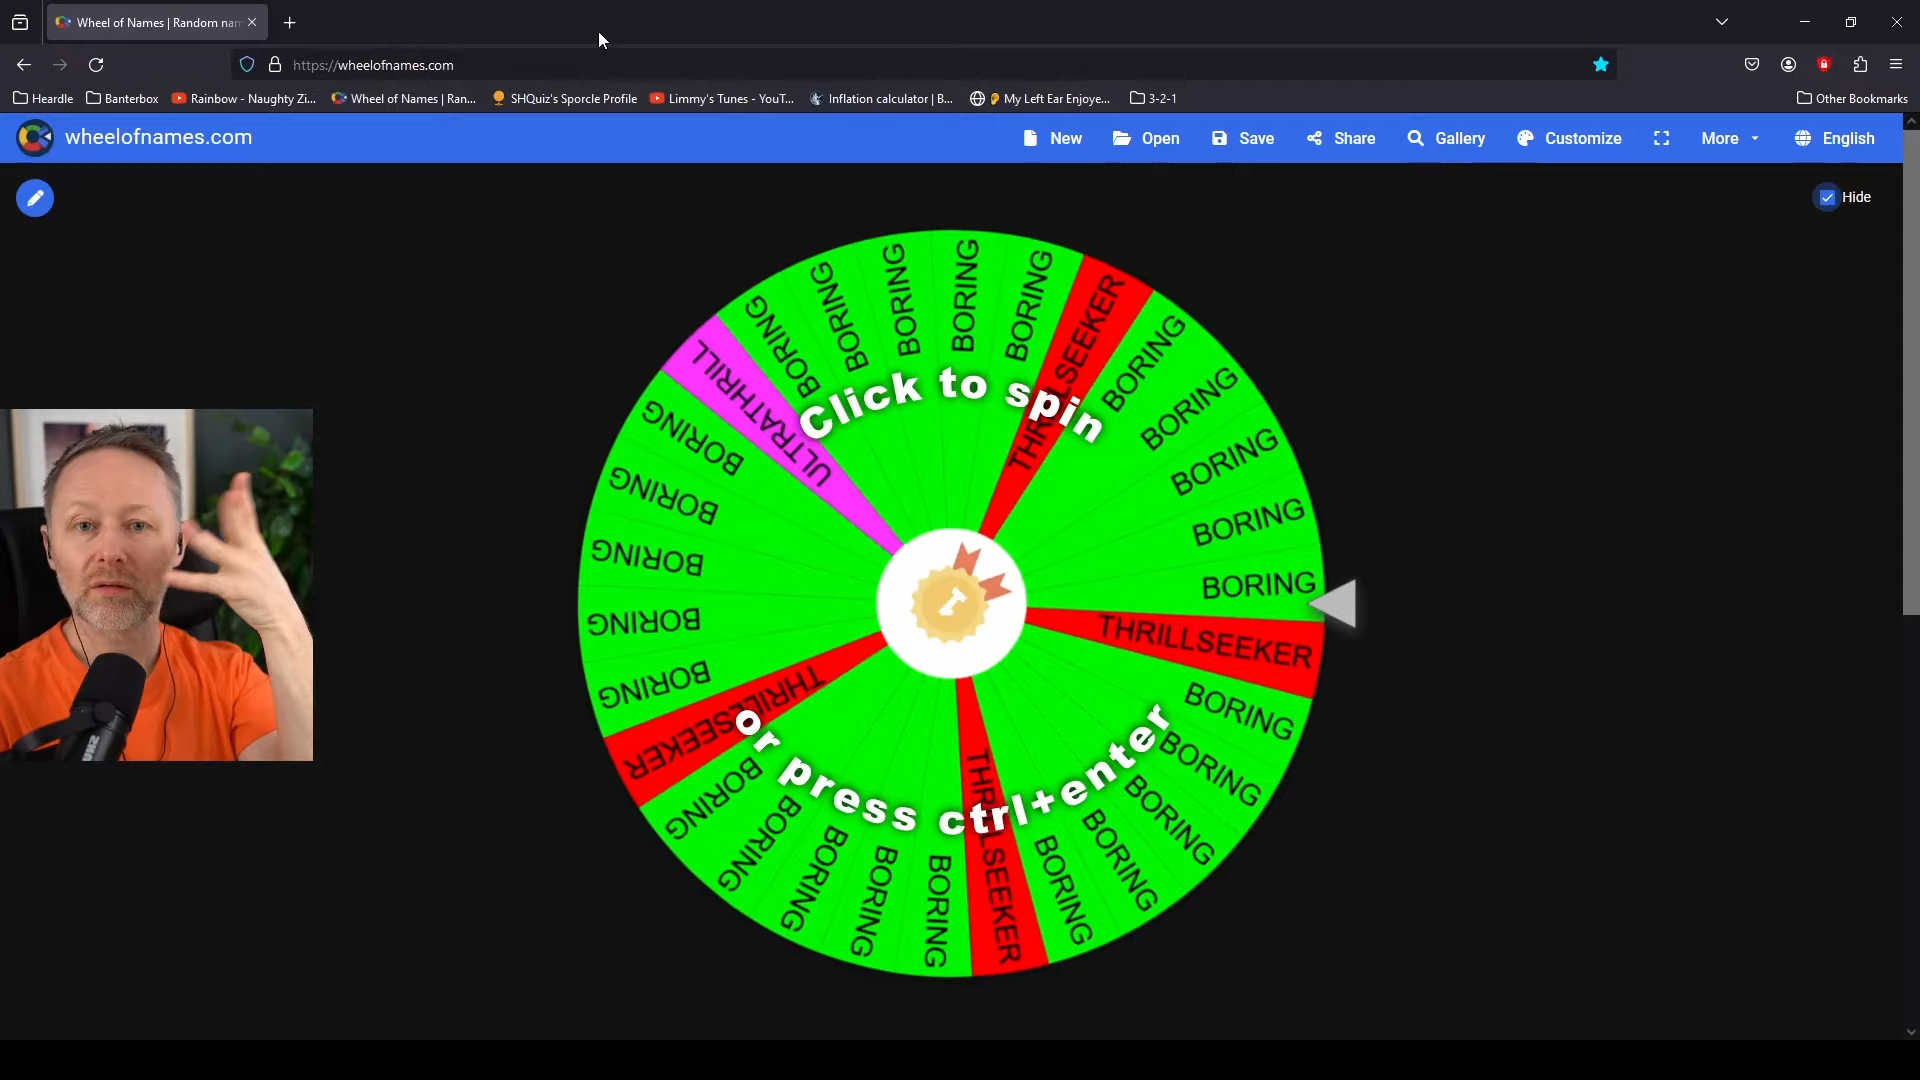 Wheel of Names | Random nam
https://wheelofnames.com
Heardle
Banterbox
Rainbow - Naughty Zi...
Wheel of Names | Ran...
SHQuiz's Sporcle Profile
Limmy's Tunes - YouT...
Inflation calculator | B...
My Left Ear Enjoye...
3-2-1
Other Bookmarks
wheelofnames.com
New
Open
Save
Share
Gallery
Customize
More
English
Hide
Click to spin
or press ctrl+enter
BORING
THRILLSEEKER
BORING
BORING
BORING
BORING
BORING
THRILLSEEKER
BORING
BORING
BORING
BORING
BORING
THRILLSEEKER
BORING
BORING
BORING
BORING
BORING
THRILLSEEKER
BORING
BORING
BORING
BORING
BORING
ULTRATHRILL
BORING
BORING
BORING
BORING
1